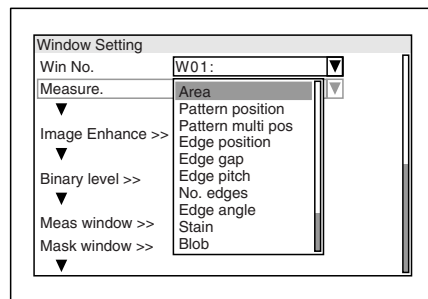 Window Setting
Win No. W01:
Measure. Area
Pattern position
Pattern multi pos
Image Enhance >> Edge position
Edge gap
Binary level >> Edge pitch
No. edges
Edge angle
Meas window >> Stain
Mask window >> Blob